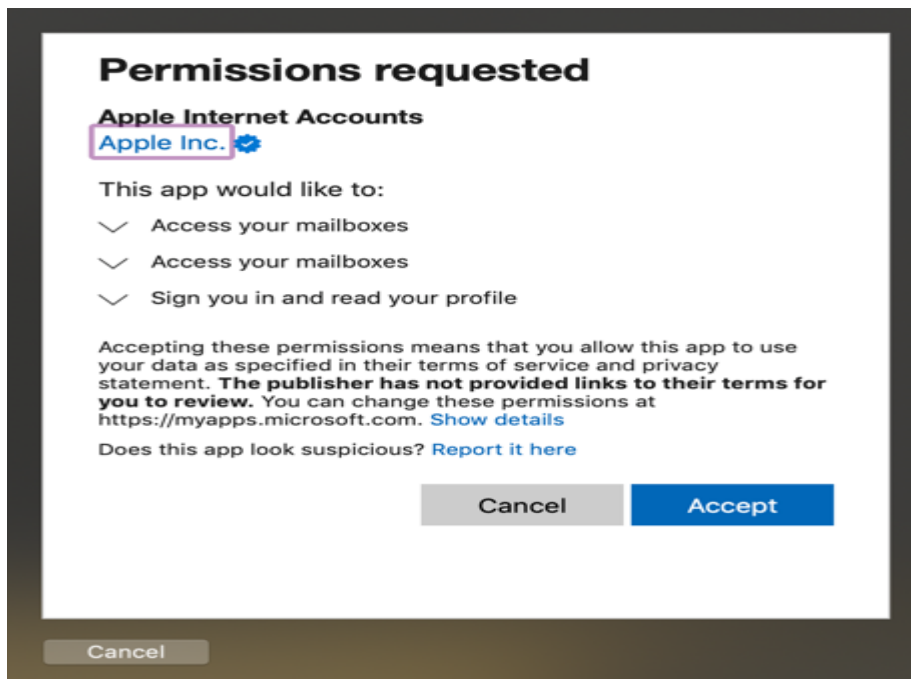 Permissions requested
Apple Internet Accounts
Apple Inc.
This app would like to:
Access your mailboxes
Access your mailboxes
Sign you in and read your profile
Accepting these permissions means that you allow this app to use
your data as specified in their terms of service and privacy
statement. The publisher has not provided links to their terms for
you to review. You can change these permissions at
https://myapps.microsoft.com. Show details
Does this app look suspicious? Report it here
Cancel Accept
Cancel